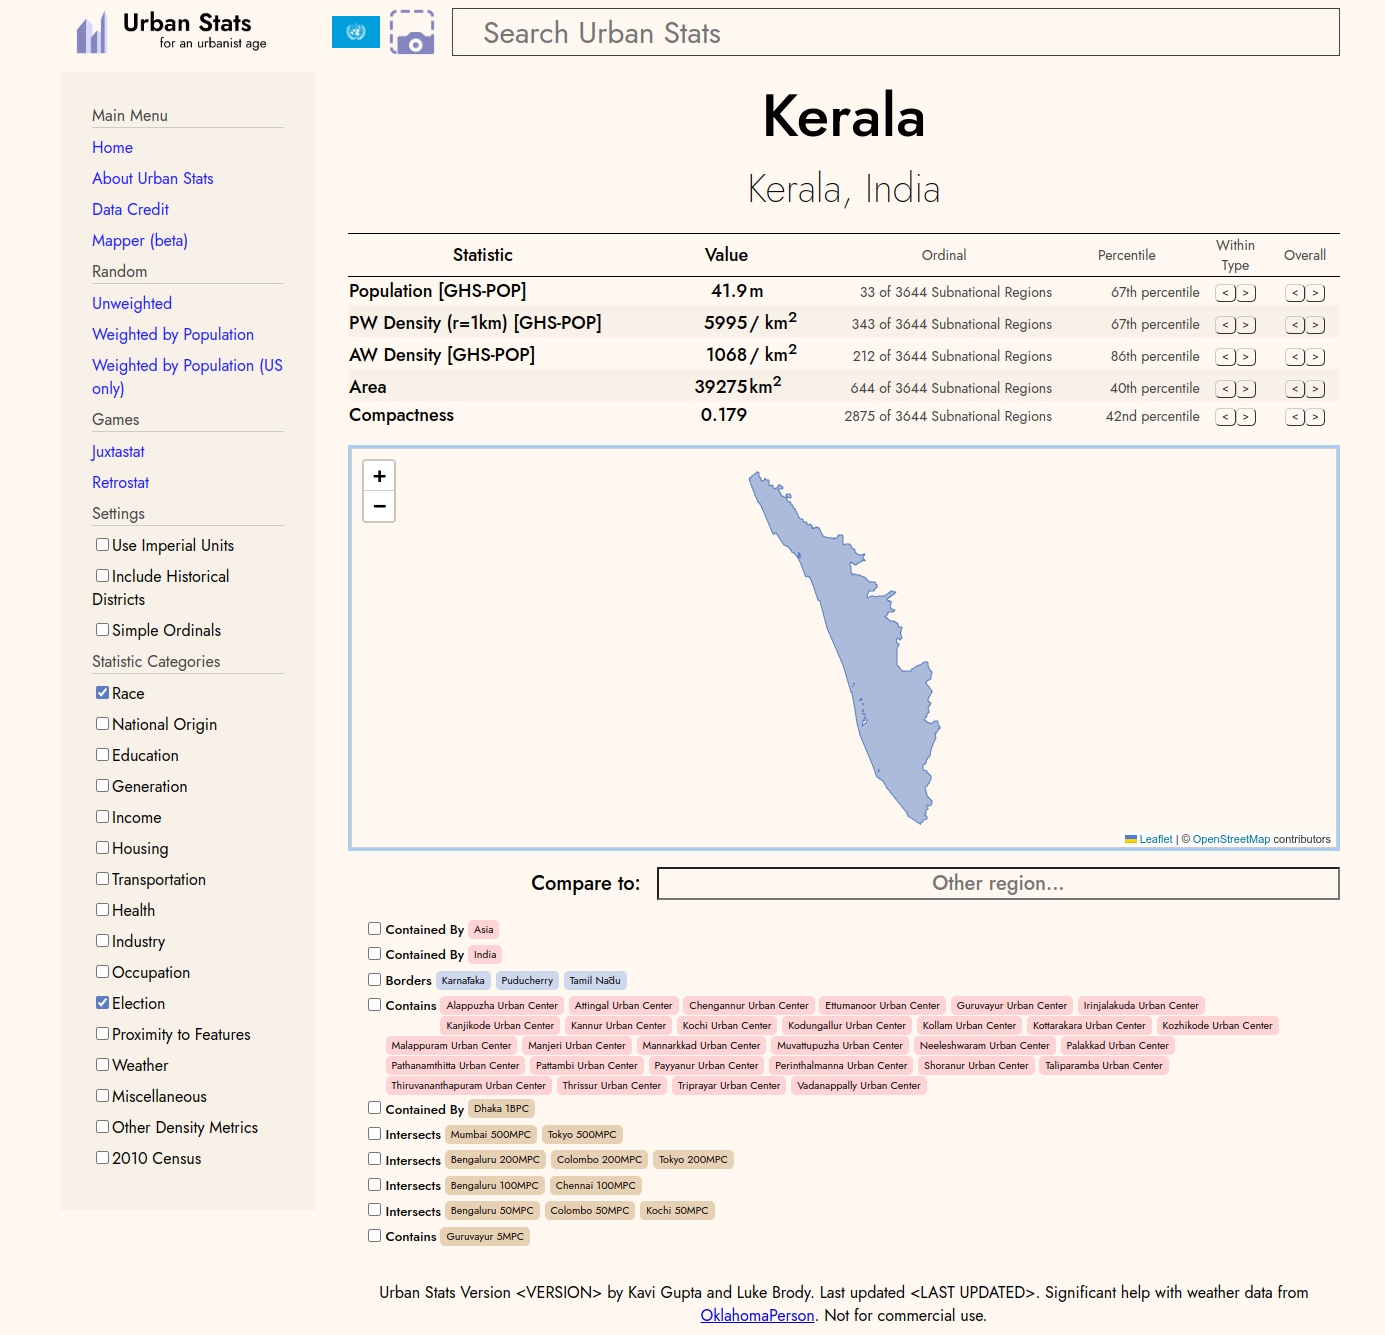 Urban Stats
for an urbanist age
Search Urban Stats
Main Menu
Home
About Urban Stats
Data Credit
Mapper (beta)
Random
Unweighted
Weighted by Population
Weighted by Population (US
only)
Games
Juxtastat
Retrostat
Settings
Use Imperial Units
Include Historical
Districts
Simple Ordinals
Statistic Categories
Race
National Origin
Education
Generation
Income
Housing
Transportation
Health
Industry
Occupation
Election
Proximity to Features
Weather
Miscellaneous
Other Density Metrics
2010 Census
Kerala
Kerala, India
Statistic Value Ordinal Percentile Within Type Overall
Population [GHS-POP] 41.9 m 33 of 3644 Subnational Regions 67th percentile < > < >
PW Density (r=1km) [GHS-POP] 5995 / km² 343 of 3644 Subnational Regions 67th percentile < > < >
AW Density [GHS-POP] 1068 / km² 212 of 3644 Subnational Regions 86th percentile < > < >
Area 39275 km² 644 of 3644 Subnational Regions 40th percentile < > < >
Compactness 0.179 2875 of 3644 Subnational Regions 42nd percentile < > < >
+
−
Leaflet | © OpenStreetMap contributors
Compare to: Other region...
Contained By Asia
Contained By India
Borders Karnātaka Puducherry Tamil Nādu
Contains Alappuzha Urban Center Attingal Urban Center Chengannur Urban Center Ettumanoor Urban Center Guruvayur Urban Center Irinjalakuda Urban Center
Kanjikode Urban Center Kannur Urban Center Kochi Urban Center Kodungallur Urban Center Kollam Urban Center Kottarakara Urban Center Kozhikode Urban Center
Malappuram Urban Center Manjeri Urban Center Mannarkkad Urban Center Muvattupuzha Urban Center Neeleshwaram Urban Center Palakkad Urban Center
Pathanamthitta Urban Center Pattambi Urban Center Payyanur Urban Center Perinthalmanna Urban Center Shoranur Urban Center Taliparamba Urban Center
Thiruvananthapuram Urban Center Thrissur Urban Center Triprayar Urban Center Vadanappally Urban Center
Contained By Dhaka 1BPC
Intersects Mumbai 500MPC Tokyo 500MPC
Intersects Bengaluru 200MPC Colombo 200MPC Tokyo 200MPC
Intersects Bengaluru 100MPC Chennai 100MPC
Intersects Bengaluru 50MPC Colombo 50MPC Kochi 50MPC
Contains Guruvayur 5MPC
Urban Stats Version <VERSION> by Kavi Gupta and Luke Brody. Last updated <LAST UPDATED>. Significant help with weather data from
OklahomaPerson. Not for commercial use.